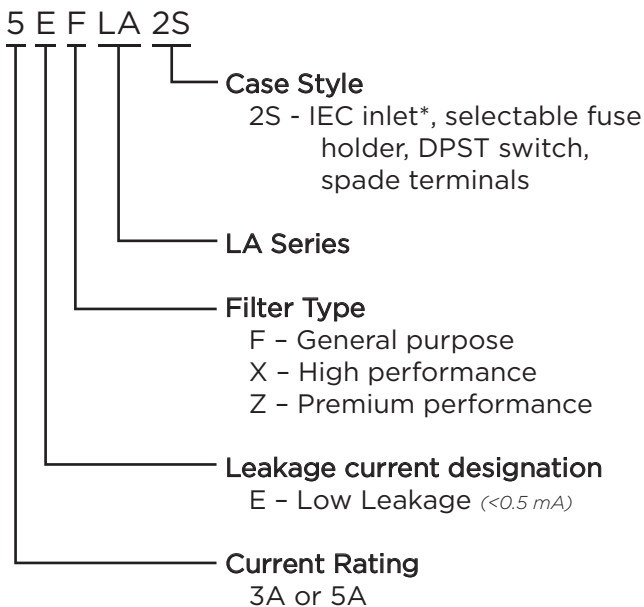 5 E F LA 2S
Case Style
2S - IEC inlet*, selectable fuse
holder, DPST switch,
spade terminals
LA Series
Filter Type
F – General purpose
X – High performance
Z – Premium performance
Leakage current designation
E – Low Leakage (<0.5 mA)
Current Rating
3A or 5A